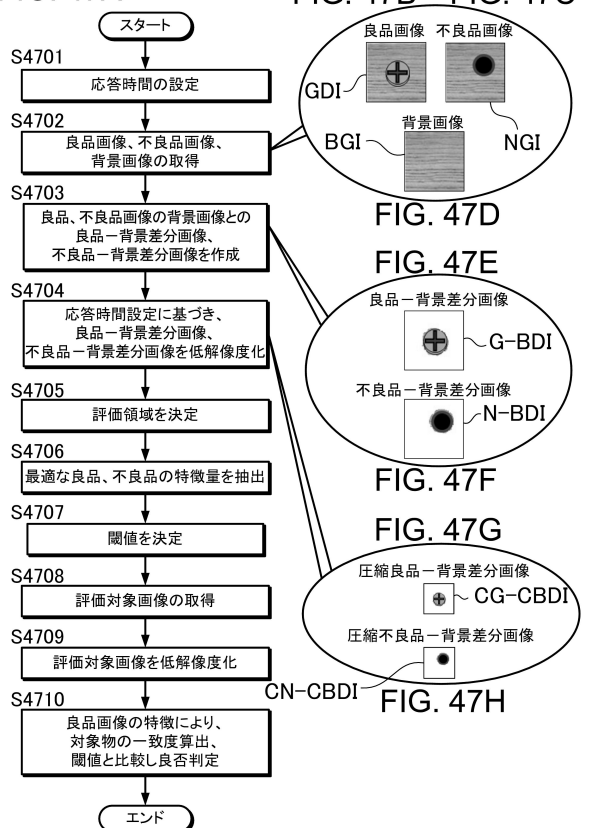 スタート
S4701
応答時間の設定
S4702
良品画像、不良品画像、
背景画像の取得
S4703
良品、不良品画像の背景画像との
良品－背景差分画像、
不良品－背景差分画像を作成
S4704
応答時間設定に基づき、
良品－背景差分画像、
不良品－背景差分画像を低解像度化
S4705
評価領域を決定
S4706
最適な良品、不良品の特徴量を抽出
S4707
閾値を決定
S4708
評価対象画像の取得
S4709
評価対象画像を低解像度化
S4710
良品画像の特徴により、
対象物の一致度算出、
閾値と比較し良否判定
エンド
良品画像 不良品画像
GDI
NGI
背景画像
BGI
FIG. 47D
FIG. 47E
良品－背景差分画像
G-BDI
不良品－背景差分画像
N-BDI
FIG. 47F
FIG. 47G
圧縮良品－背景差分画像
CG-CBDI
圧縮不良品－背景差分画像
CN-CBDI
FIG. 47H